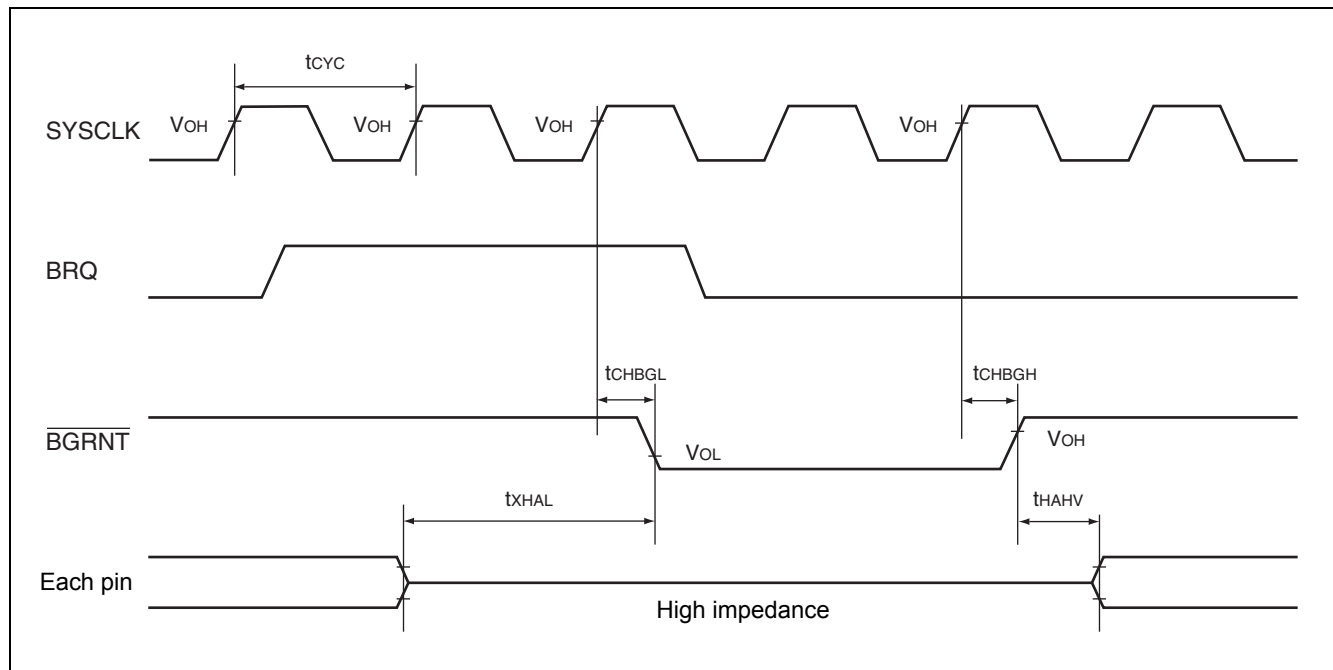 tCYC
SYSCLK VOH VOH VOH VOH
BRQ
tCHBGL tCHBGH
BGRNT VOL VOH
tXHAL tHAHV
Each pin
High impedance